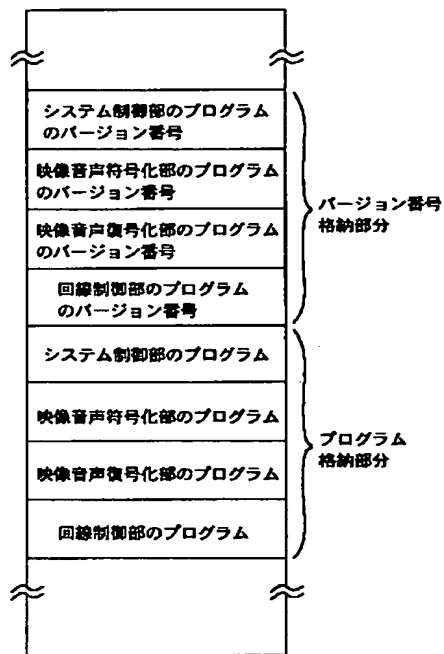 システム制御部のプログラム
のバージョン番号
映像音声符号化部のプログラム
のバージョン番号
映像音声復号化部のプログラム
のバージョン番号
回線制御部のプログラム
のバージョン番号
バージョン番号
格納部分
システム制御部のプログラム
映像音声符号化部のプログラム
映像音声復号化部のプログラム
回線制御部のプログラム
プログラム
格納部分